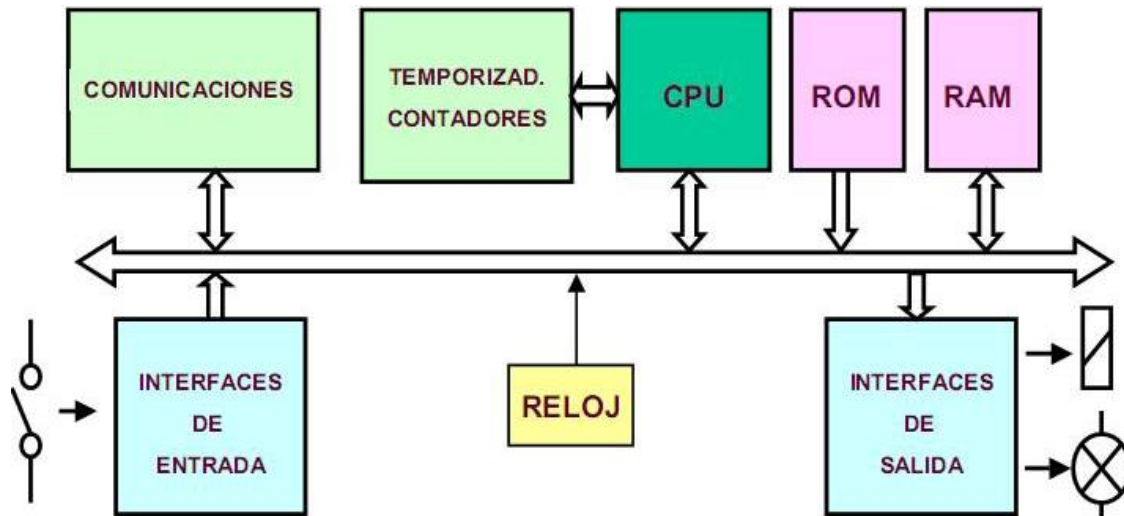 COMUNICACIONES
TEMPORIZAD.
CONTADORES
CPU
ROM
RAM
INTERFACES
DE
ENTRADA
RELOJ
INTERFACES
DE
SALIDA